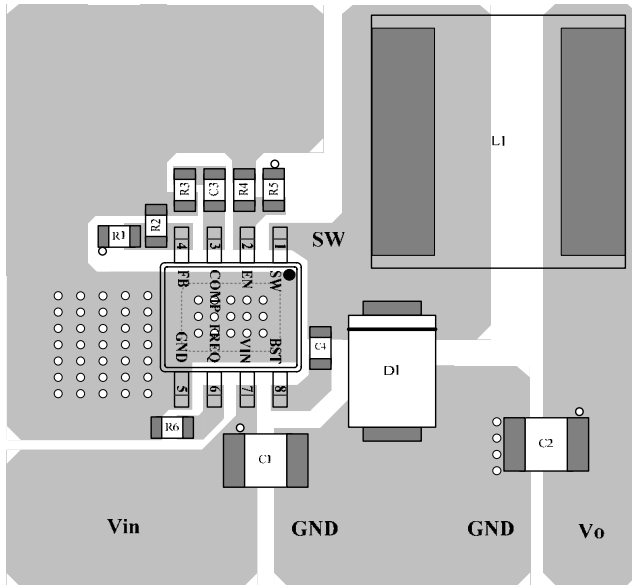 L1
R3
C3
R4
R5
R2
R1
SW
4
3
2
1
FB
COMP
EN
SW
GND
FREQ
VIN
BST
C4
D1
5
6
7
8
R6
C1
C2
Vin
GND
GND
Vo